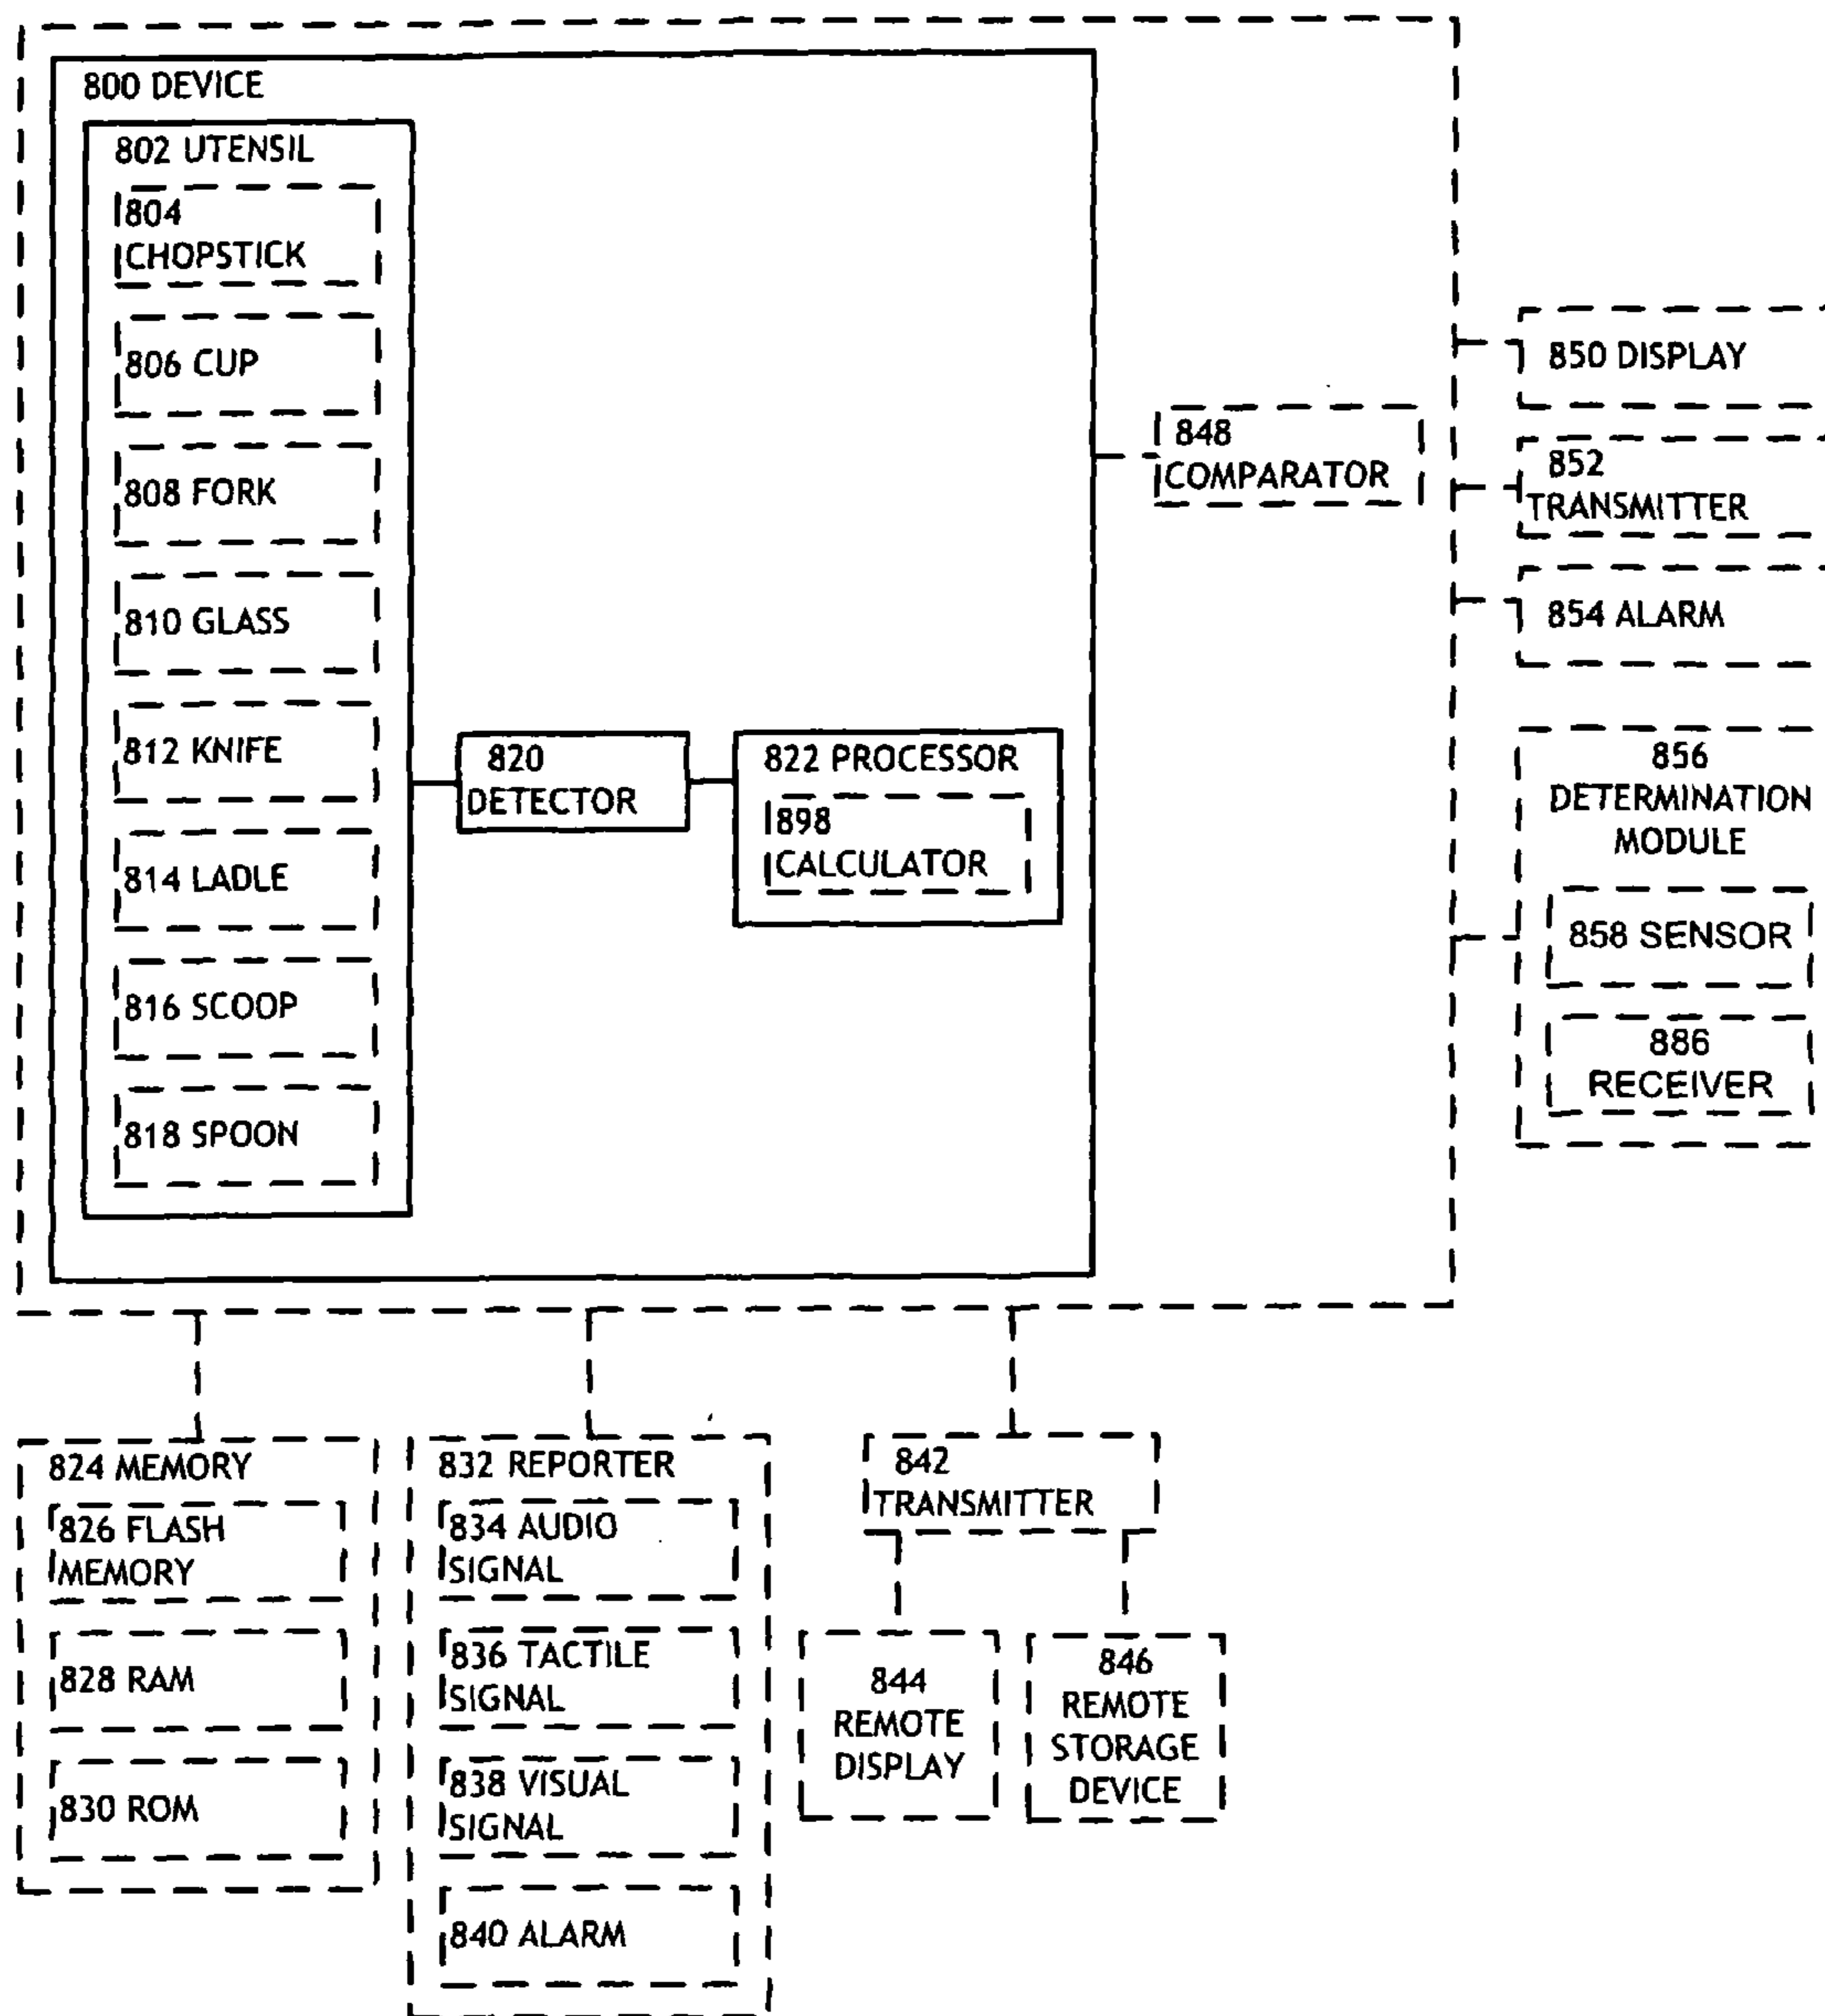 800 DEVICE
802 UTENSIL
804
CHOPSTICK
806 CUP
808 FORK
810 GLASS
812 KNIFE
814 LADLE
816 SCOOP
818 SPOON
820
DETECTOR
822 PROCESSOR
898
CALCULATOR
848
COMPARATOR
850 DISPLAY
852
TRANSMITTER
854 ALARM
856
DETERMINATION
MODULE
858 SENSOR
886
RECEIVER
824 MEMORY
826 FLASH
MEMORY
828 RAM
830 ROM
832 REPORTER
834 AUDIO
SIGNAL
836 TACTILE
SIGNAL
838 VISUAL
SIGNAL
840 ALARM
842
TRANSMITTER
844
REMOTE
DISPLAY
846
REMOTE
STORAGE
DEVICE